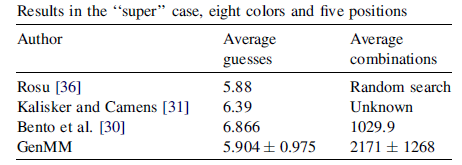 Results in the ‘‘super’’ case, eight colors and five positions
Author Average guesses Average combinations
Rosu [36] 5.88 Random search
Kalisker and Camens [31] 6.39 Unknown
Bento et al. [30] 6.866 1029.9
GenMM 5.904 ± 0.975 2171 ± 1268